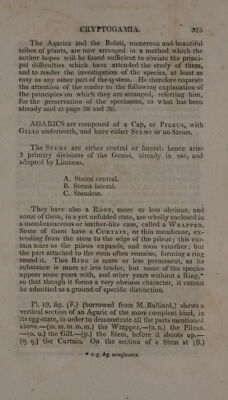 CRYPTOGAMIA. 375
The Agarics and the Boleti, numerous and beautiful
tribes of plants, are now arranged in a method which the
author hopes will be found sufficient to obviate the princi-
pal difficulties which have attended the study of them,
and to render the investigation of the species, at least as
easy as any other part of the system. He therefore requests
the attention of the reader to the following explanation of
the principles on which they are arranged, referring him,
for the preservation of the specimens, to what has been
already said at page 38 and 39.
AGARICS are composed of a Cap, or PILEUS, with
GILLS underneath, and have either STEMS or no Stems.
The STEMS are either central or lateral: hence arise
3 primary divisions of the Genus, already in use, and
adopted by Linnæus.
A. Stems central.
B. Stems lateral.
C. Stemless.
They have also a ROOT, more or less obvious, and
some of them, in a yet unfolded state, are wholly enclosed in
a membranaceous or leather-like case, called a WRAPPER.
Some of them have a CURTAIN, or thin membrane, ex-
tending from the stem to the edge of the pileus; this cur-
tain tears as the pileus expands, and soon vanishes; but
the part attached to the stem often remains, forming a ring
round it. This RING is more or less permanent, as its
substance is more or less tender, but some of the species
appear some years with, and other years without a Ring,*
so that though it forms a very obvious character, it cannot
be admitted as a ground of specific distinction.
Pl. 19, fig. (F.) (borrowed from M. Bulliard,) shews a
vertical section of an Agaric of the more compleat kind, in
its egg-state, in order to demonstrate all the parts mentioned
above.—(m. m. m. m.) the Wrapper,—(n. n.) the Pileus.
—(o. o.) the Gill.—(p.) the Stem, before it shoots up.—
(q. q.) the Curtain. On the section of a Stem at (B.)
* e. g. Ag. æruginosus.